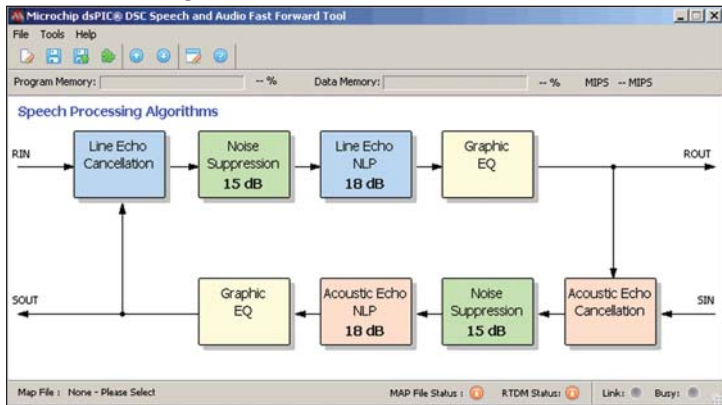 Microchip dsPIC® DSC Speech and Audio Fast Forward Tool
File Tools Help
Program Memory: -- % Data Memory: -- % MIPS -- MIPS
Speech Processing Algorithms
RIN
Line Echo
Cancellation
Noise
Suppression
15 dB
Line Echo
NLP
18 dB
Graphic
EQ
ROUT
SOUT
Graphic
EQ
Acoustic Echo
NLP
18 dB
Noise
Suppression
15 dB
Acoustic Echo
Cancellation
SIN
Map File : None - Please Select MAP File Status : RTDM Status: Link: Busy: